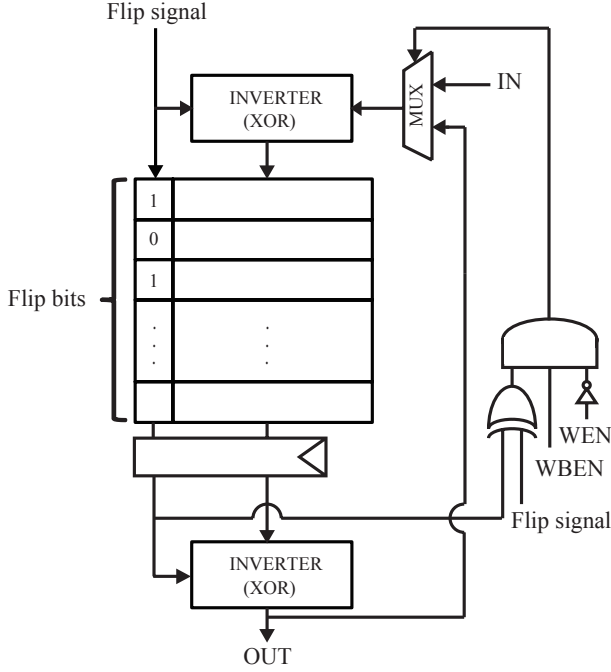 Flip signal
IN
INVERTER
(XOR)
MUX
1
0
1
Flip bits
. .
. .
. .
WEN
WBEN
Flip signal
INVERTER
(XOR)
OUT